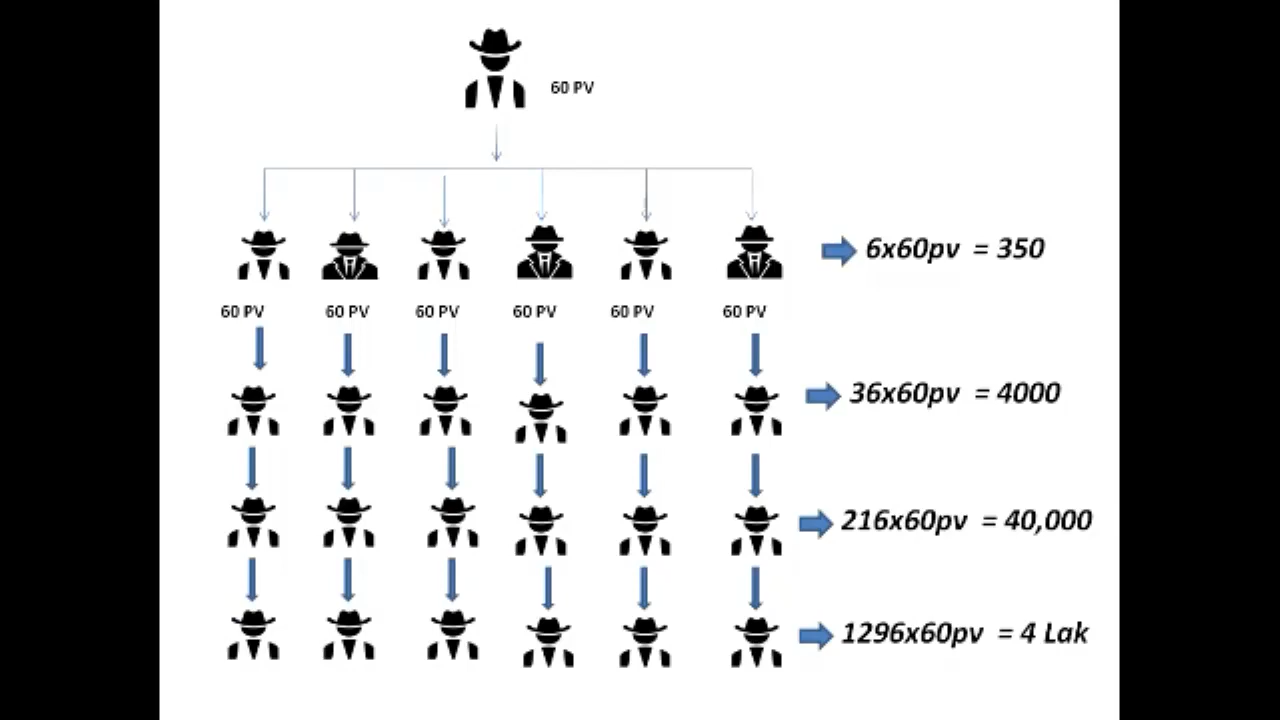 60 PV
6x60pv = 350
60 PV 60 PV 60 PV 60 PV 60 PV 60 PV
36x60pv = 4000
216x60pv = 40,000
1296x60pv = 4 Lak